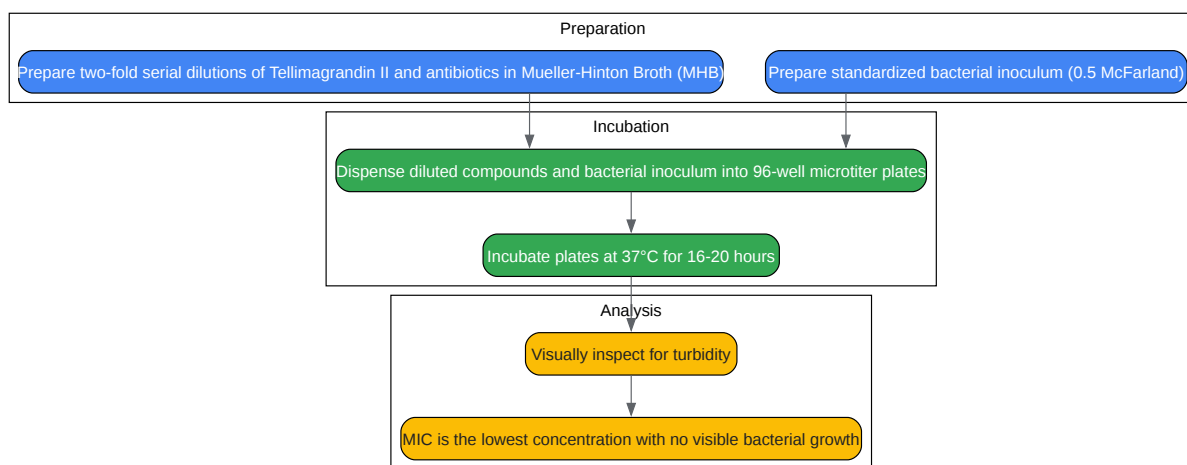 Preparation
Prepare two-fold serial dilutions of Tellimagrandin II and antibiotics in Mueller-Hinton Broth (MHB)
Prepare standardized bacterial inoculum (0.5 McFarland)
Incubation
Dispense diluted compounds and bacterial inoculum into 96-well microtiter plates
Incubate plates at 37°C for 16-20 hours
Analysis
Visually inspect for turbidity
MIC is the lowest concentration with no visible bacterial growth